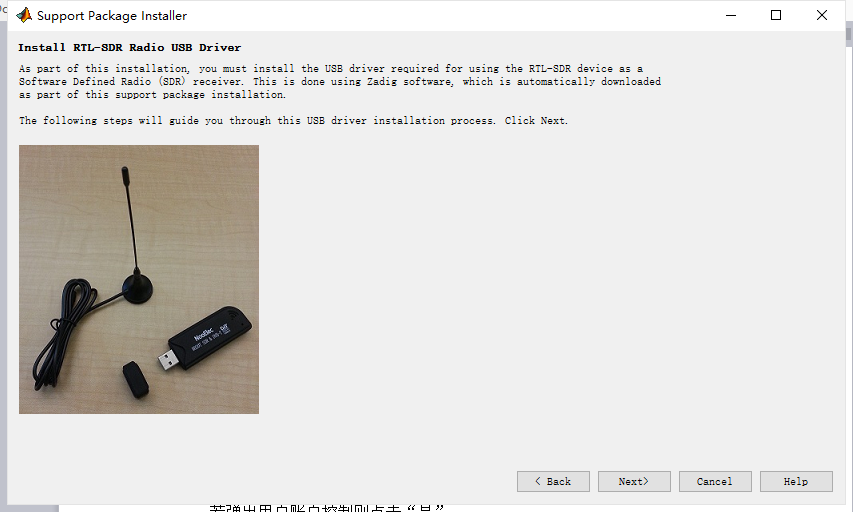 Support Package Installer
Install RTL-SDR Radio USB Driver
As part of this installation, you must install the USB driver required for using the RTL-SDR device as a
Software Defined Radio (SDR) receiver. This is done using Zadig software, which is automatically downloaded
as part of this support package installation.
The following steps will guide you through this USB driver installation process. Click Next.
NooElec
< Back
Next>
Cancel
Help
若弹出用户账户控制则点击“是”